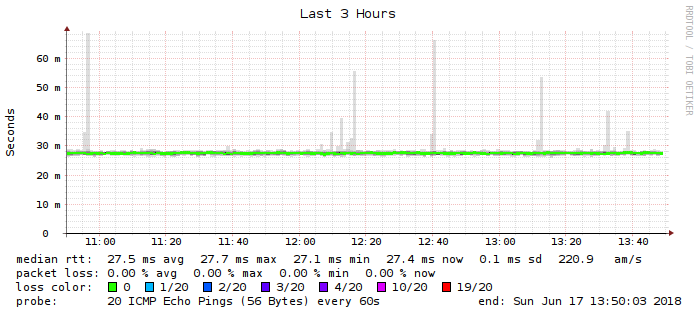 Last 3 Hours
RRDTOOL / TOBI OETIKER
Seconds
60 m
50 m
40 m
30 m
20 m
10 m
0
11:00 11:20 11:40 12:00 12:20 12:40 13:00 13:20 13:40
median rtt: 27.5 ms avg 27.7 ms max 27.1 ms min 27.4 ms now 0.1 ms sd 220.9 am/s
packet loss: 0.00 % avg 0.00 % max 0.00 % min 0.00 % now
loss color: 0 1/20 2/20 3/20 4/20 10/20 19/20
probe: 20 ICMP Echo Pings (56 Bytes) every 60s end: Sun Jun 17 13:50:03 2018